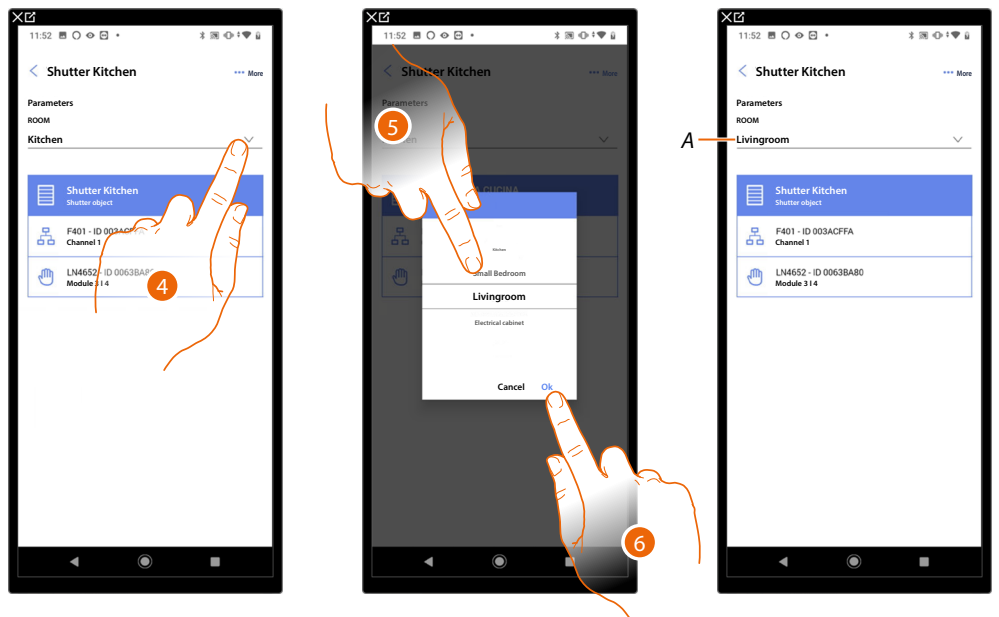 11:52
Shutter Kitchen
More
Parameters
ROOM
Kitchen
Shutter Kitchen
Shutter object
F401 - ID 003ACFFA
Channel 1
LN4652 - ID 0063BA80
Module 3 I 4
4
11:52
Shutter Kitchen
More
Parameters
5
CUCINA
Kitchen
Small Bedroom
Livingroom
Electrical cabinet
Cancel Ok
6
11:52
Shutter Kitchen
More
Parameters
ROOM
A
Livingroom
Shutter Kitchen
Shutter object
F401 - ID 003ACFFA
Channel 1
LN4652 - ID 0063BA80
Module 3 I 4